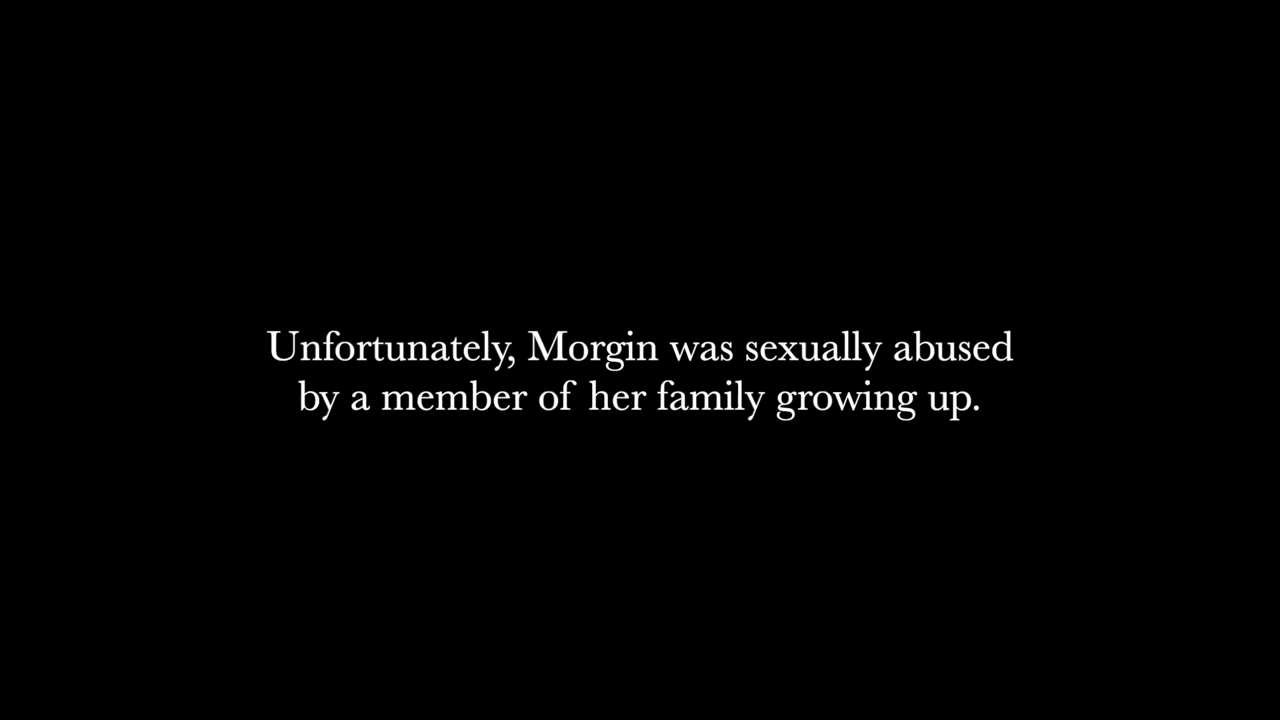 Unfortunately, Morgin was sexually abused
by a member of her family growing up.